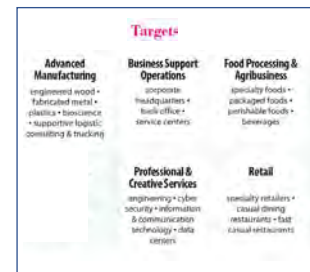 Targets
Advanced
Manufacturing
engineered wood •
fabricated metal •
plastics • bioscience
• supportive logistic
consulting & trucking
Business Support
Operations
corporate
headquarters •
back office •
service centers
Food Processing &
Agribusiness
specialty foods •
packaged foods •
perishable foods •
beverages
Professional &
Creative Services
engineering • cyber
security • information
& communication
technology • data
centers
Retail
specialty retailers •
casual dining
restaurants • fast
casual restaurants